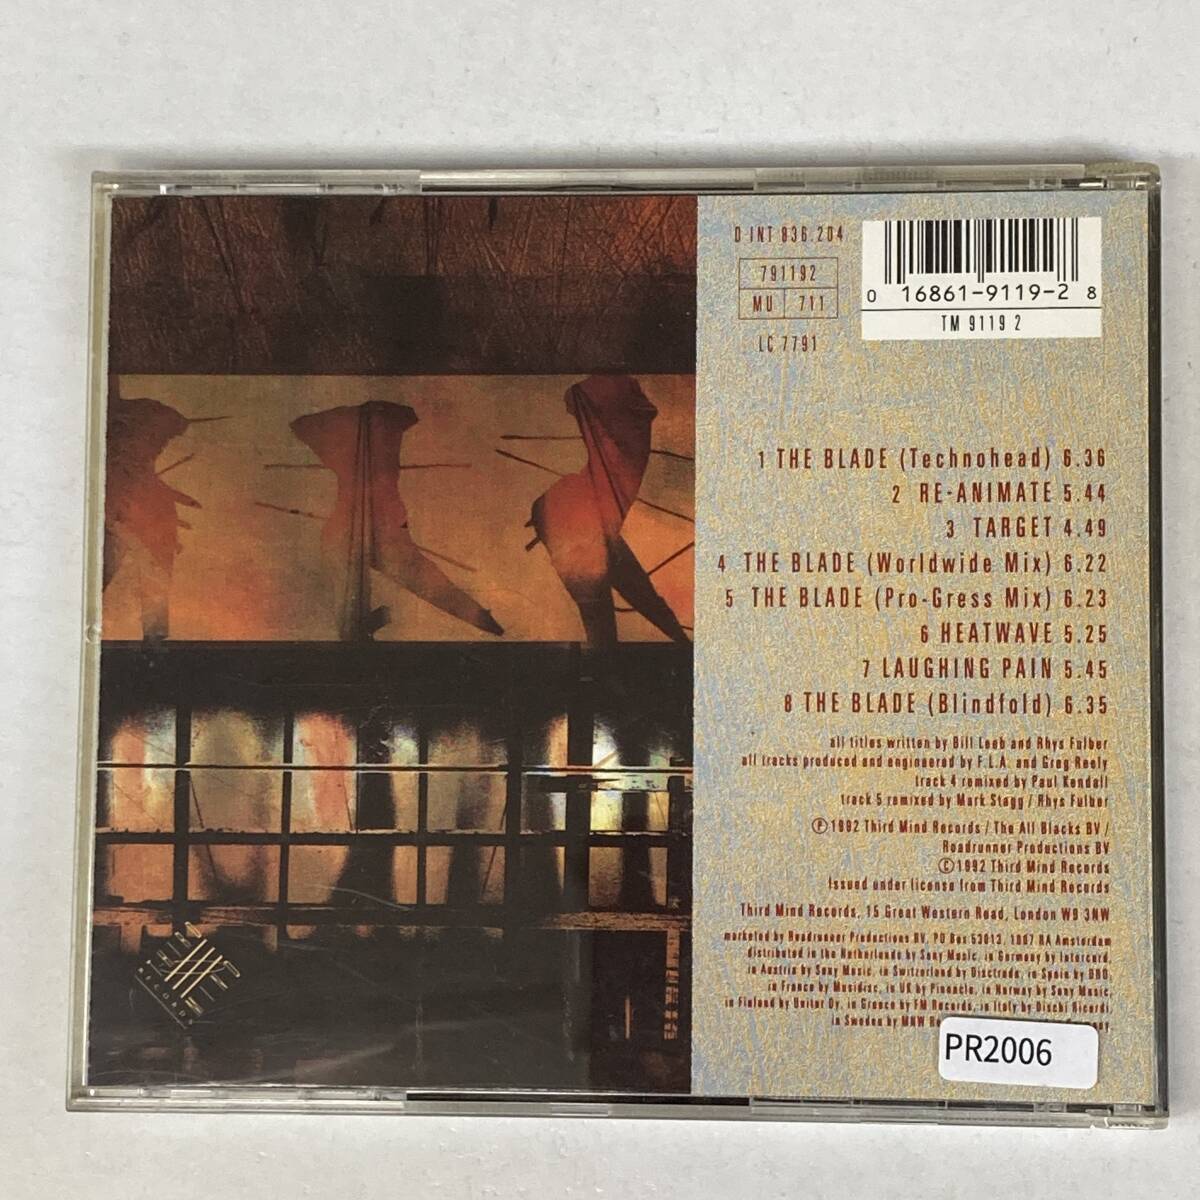 D INT 836.204
791192
MU 711
LC 7791
0 16861-9119-2 8
TM 9119 2
1 THE BLADE (Technohead) 6.36
2 RE-ANIMATE 5.44
3 TARGET 4.49
4 THE BLADE (Worldwide Mix) 6.22
5 THE BLADE (Pro-Gress Mix) 6.23
6 HEATWAVE 5.25
7 LAUGHING PAIN 5.45
8 THE BLADE (Blindfold) 6.35
all titles written by Bill Leeb and Rhys Fulber
all tracks produced and engineered by F.L.A. and Greg Reely
track 4 remixed by Paul Kendall
track 5 remixed by Mark Stagg / Rhys Fulber
℗ 1992 Third Mind Records / The All Blacks BV /
Roadrunner Productions BV
© 1992 Third Mind Records
Issued under license from Third Mind Records
Third Mind Records, 15 Great Western Road, London W9 3NW
marketed by Roadrunner Productions BV, PO Box 53013, 1007 RA Amsterdam
distributed in the Netherlands by Sony Music, in Germany by Intercord,
in Austria by Sony Music, in Switzerland by Disctrade, in Spain by DRO,
in France by Musidisc, in UK by Pinnacle, in Norway by Sony Music,
in Finland by Unitor Oy, in Greece by FM Records, in Italy by Dischi Ricordi
in Sweden by MNW
PR2006
THIRD MIND
RECORDS